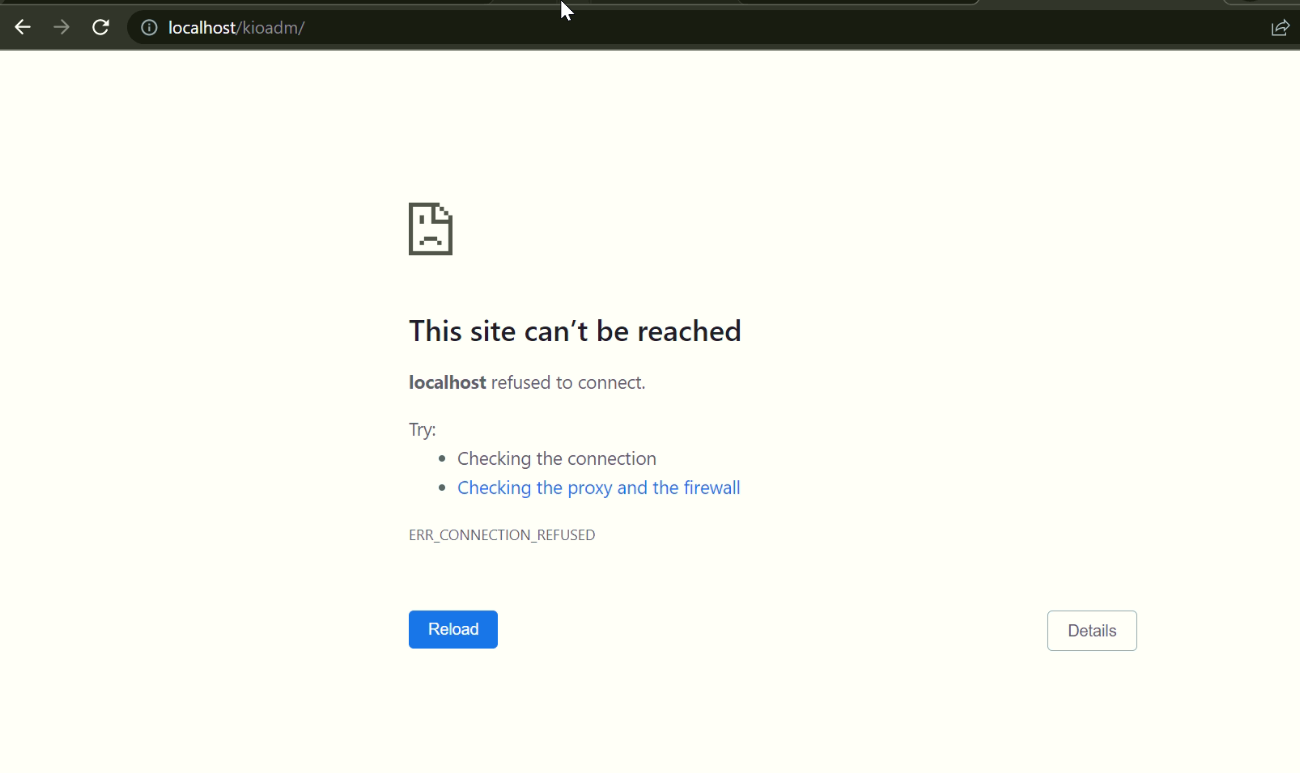 localhost/kioadm/
This site can’t be reached
localhost refused to connect.
Try:
• Checking the connection
• Checking the proxy and the firewall
ERR_CONNECTION_REFUSED
Reload
Details